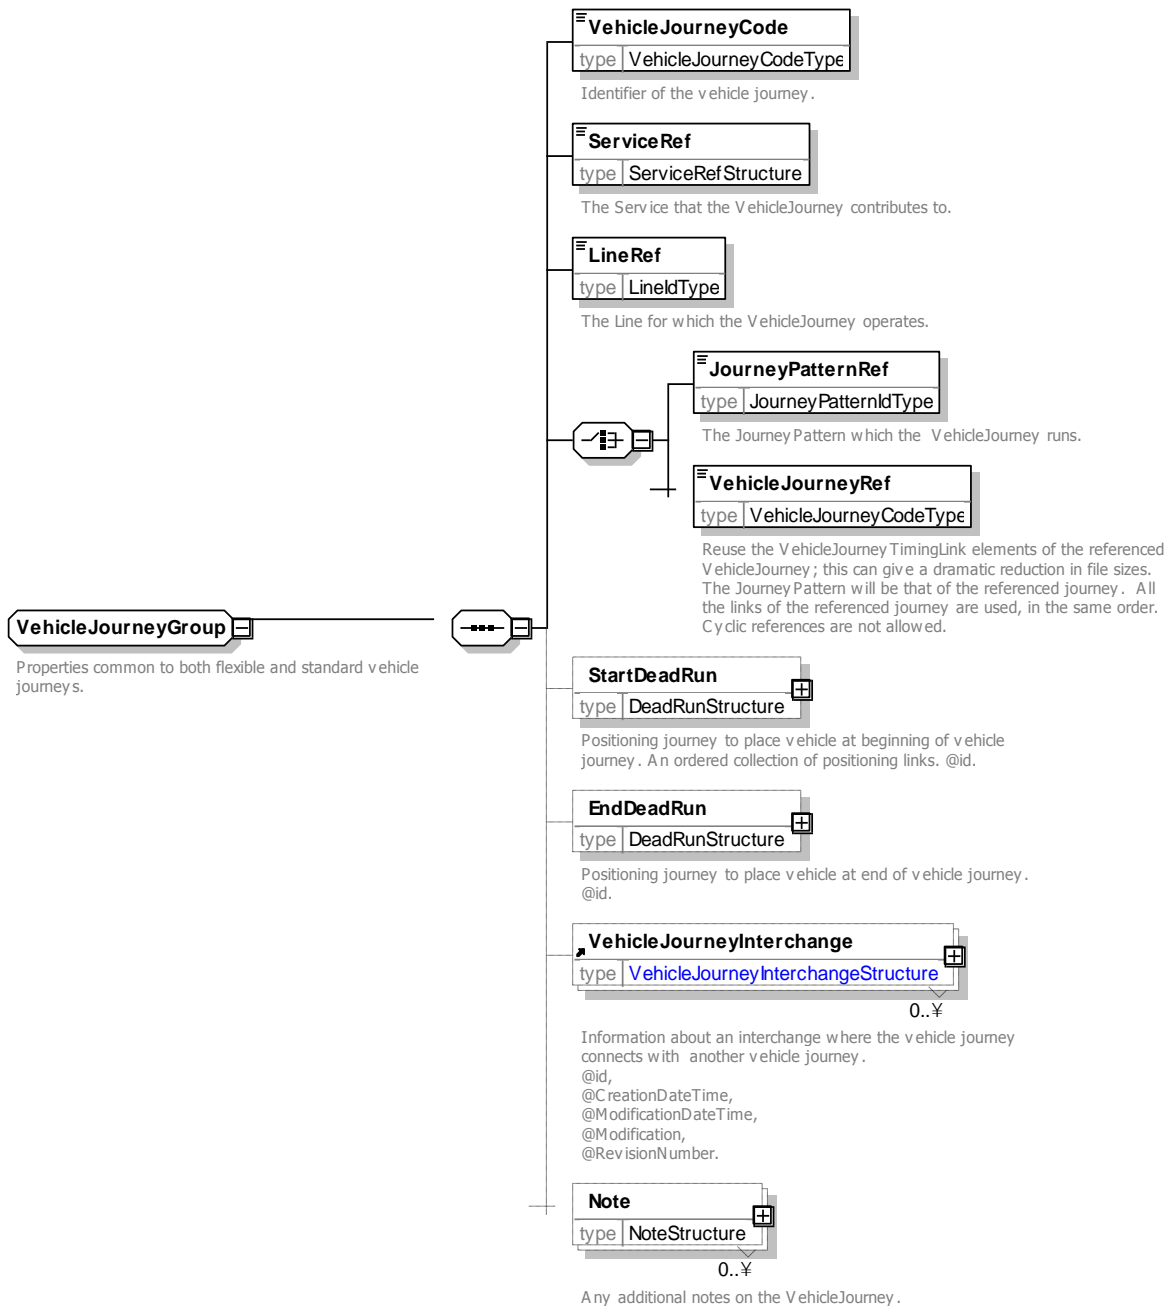 VehicleJourneyCode
type VehicleJourneyCodeType
Identifier of the vehicle journey.
ServiceRef
type ServiceRefStructure
The Service that the VehicleJourney contributes to.
LineRef
type LineIdType
The Line for which the VehicleJourney operates.
JourneyPatternRef
type JourneyPatternIdType
The JourneyPattern which the VehicleJourney runs.
VehicleJourneyRef
type VehicleJourneyCodeType
Reuse the VehicleJourneyTimingLink elements of the referenced
VehicleJourney; this can give a dramatic reduction in file sizes.
The JourneyPattern will be that of the referenced journey. All
the links of the referenced journey are used, in the same order.
Cyclic references are not allowed.
VehicleJourneyGroup
Properties common to both flexible and standard vehicle
journeys.
StartDeadRun
type DeadRunStructure
Positioning journey to place vehicle at beginning of vehicle
journey. An ordered collection of positioning links. @id.
EndDeadRun
type DeadRunStructure
Positioning journey to place vehicle at end of vehicle journey.
@id.
VehicleJourneyInterchange
type VehicleJourneyInterchangeStructure
0..¥
Information about an interchange where the vehicle journey
connects with another vehicle journey.
@id,
@CreationDateTime,
@ModificationDateTime,
@Modification,
@RevisionNumber.
Note
type NoteStructure
0..¥
Any additional notes on the VehicleJourney.